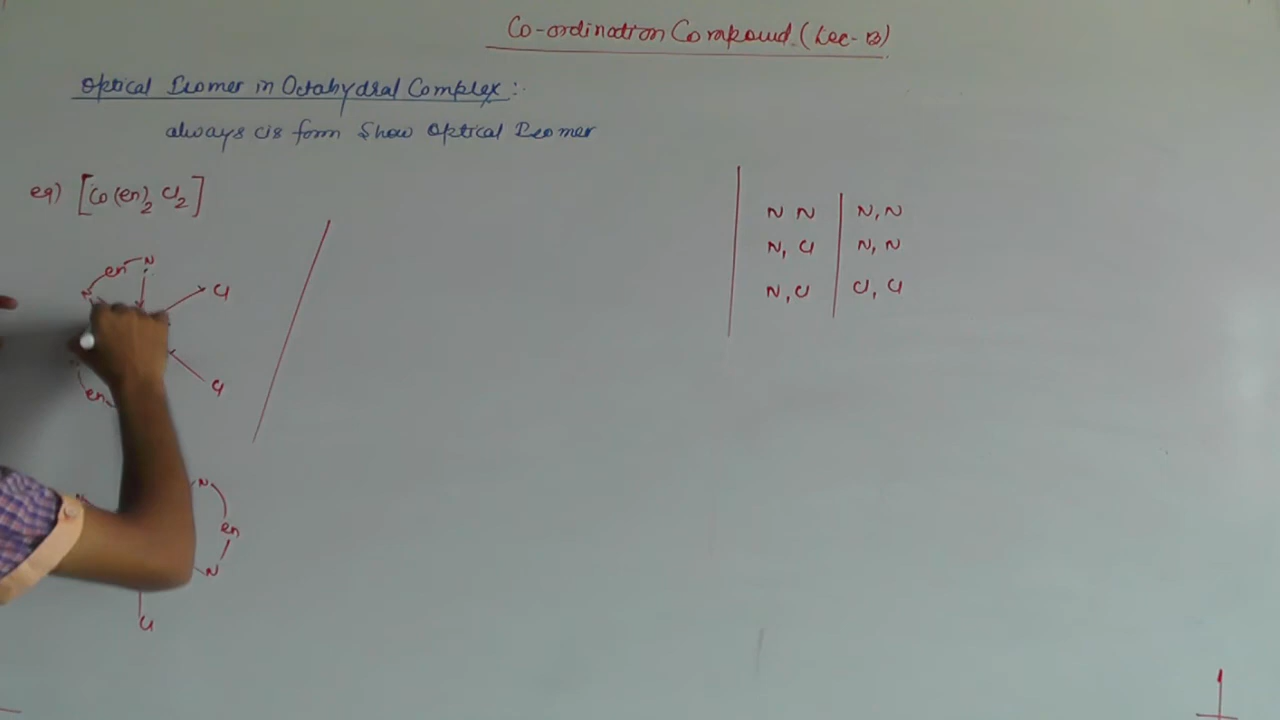 Co-ordination Compound. (Lec-13)
Optical Isomer in Octahydral Complex:-
always cis form Show Optical Isomer
eg) [Co(en)2 Cl2]
N
en
N
Cl
Cl
en
N
en
N
Cl
N N | N, N
N, Cl | N, N
N, Cl | Cl, Cl